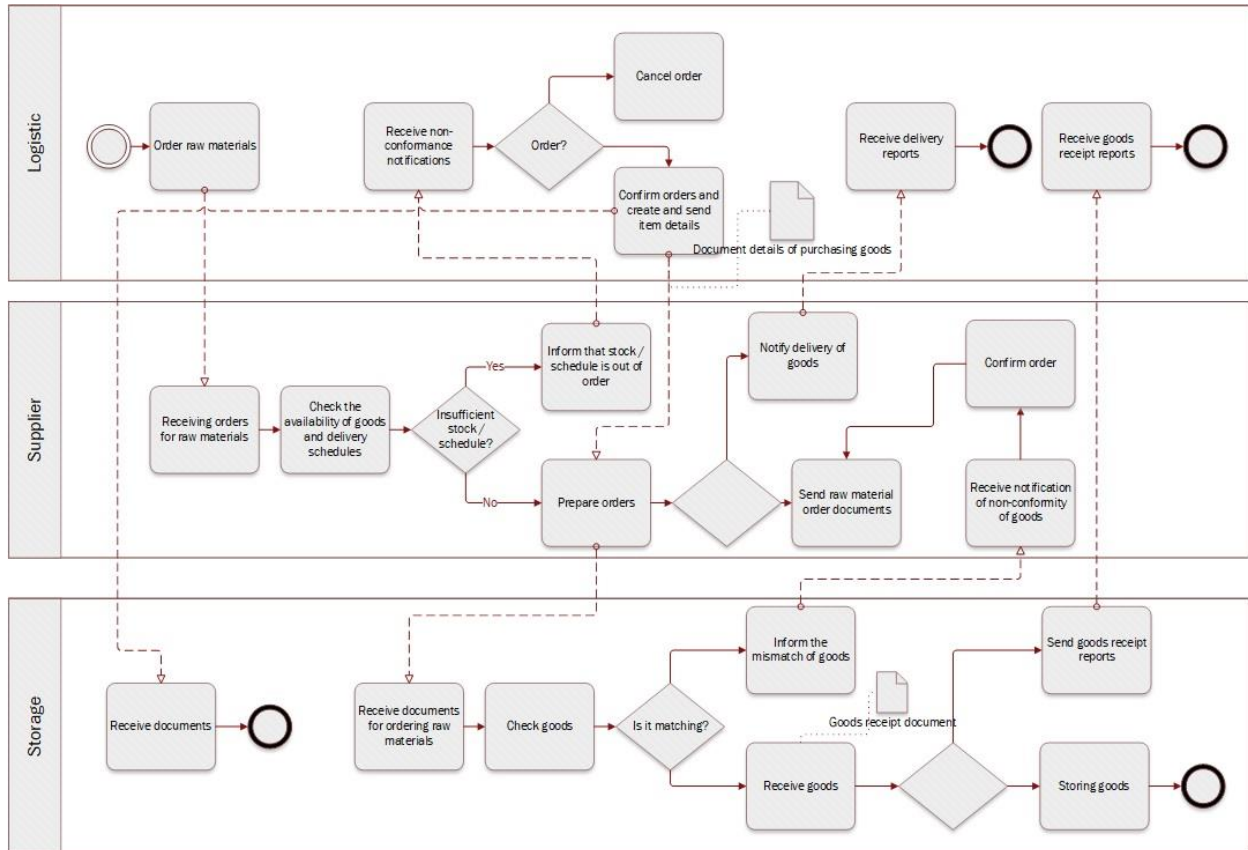 Logistic
Cancel order
Order raw materials
Receive non-
conformance
notifications
Order?
Receive delivery
reports
Receive goods
receipt reports
Confirm orders and
create and send
item details
Document details of purchasing goods
Supplier
Inform that stock /
schedule is out of
order
Notify delivery of
goods
Confirm order
Yes
Receiving orders
for raw materials
Check the
availability of goods
and delivery
schedules
Insufficient
stock /
schedule?
No
Prepare orders
Send raw material
order documents
Receive notification
of non-conformity
of goods
Storage
Inform the
mismatch of goods
Send goods receipt
reports
Receive documents
Receive documents
for ordering raw
materials
Check goods
Is it matching?
Goods receipt document
Receive goods
Storing goods